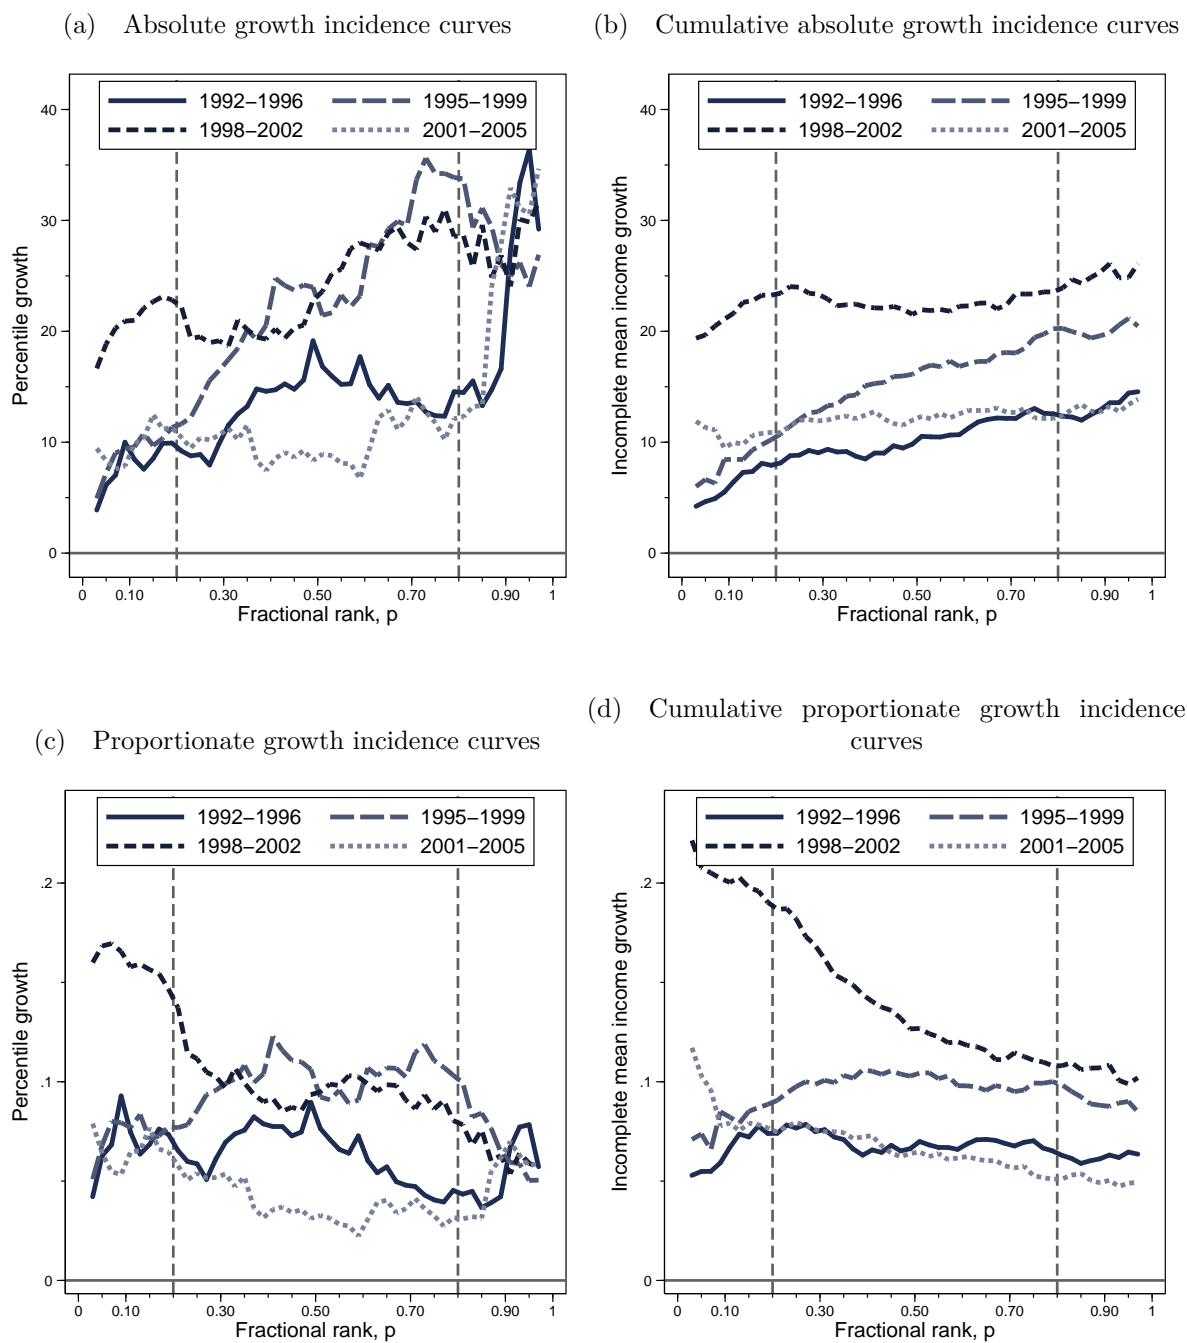 (a) Absolute growth incidence curves
1992–1996 1995–1999
1998–2002 2001–2005
40
30
20
10
0
Percentile growth
0 0.10 0.30 0.50 0.70 0.90 1
Fractional rank, p
(b) Cumulative absolute growth incidence curves
1992–1996 1995–1999
1998–2002 2001–2005
40
30
20
10
0
Incomplete mean income growth
0 0.10 0.30 0.50 0.70 0.90 1
Fractional rank, p
(c) Proportionate growth incidence curves
1992–1996 1995–1999
1998–2002 2001–2005
.2
.1
0
Percentile growth
0 0.10 0.30 0.50 0.70 0.90 1
Fractional rank, p
(d) Cumulative proportionate growth incidence
curves
1992–1996 1995–1999
1998–2002 2001–2005
.2
.1
0
Incomplete mean income growth
0 0.10 0.30 0.50 0.70 0.90 1
Fractional rank, p